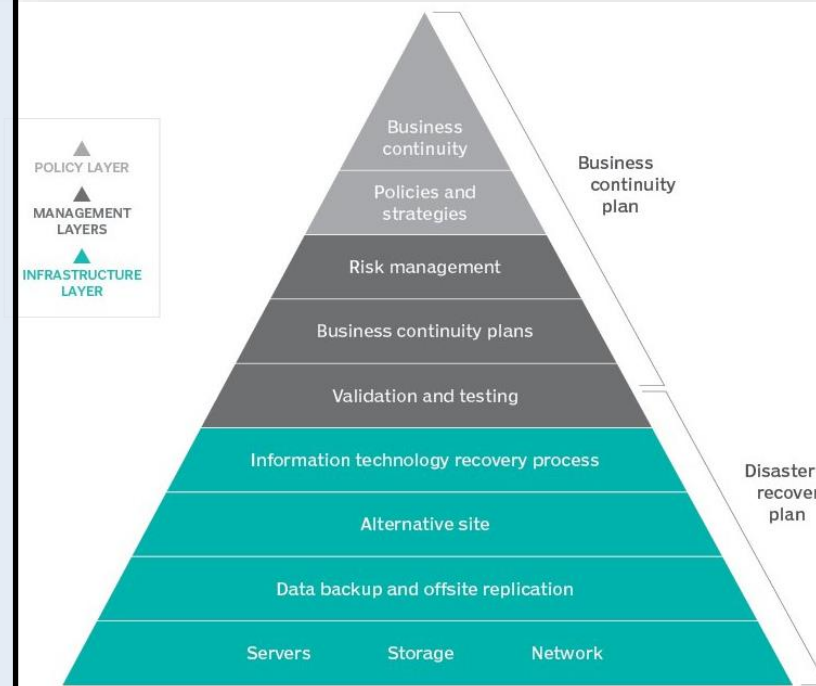 POLICY LAYER
MANAGEMENT
LAYERS
INFRASTRUCTURE
LAYER
Business
continuity
Policies and
strategies
Risk management
Business continuity plans
Validation and testing
Information technology recovery process
Alternative site
Data backup and offsite replication
Servers Storage Network
Business
continuity
plan
Disaster
recover
plan